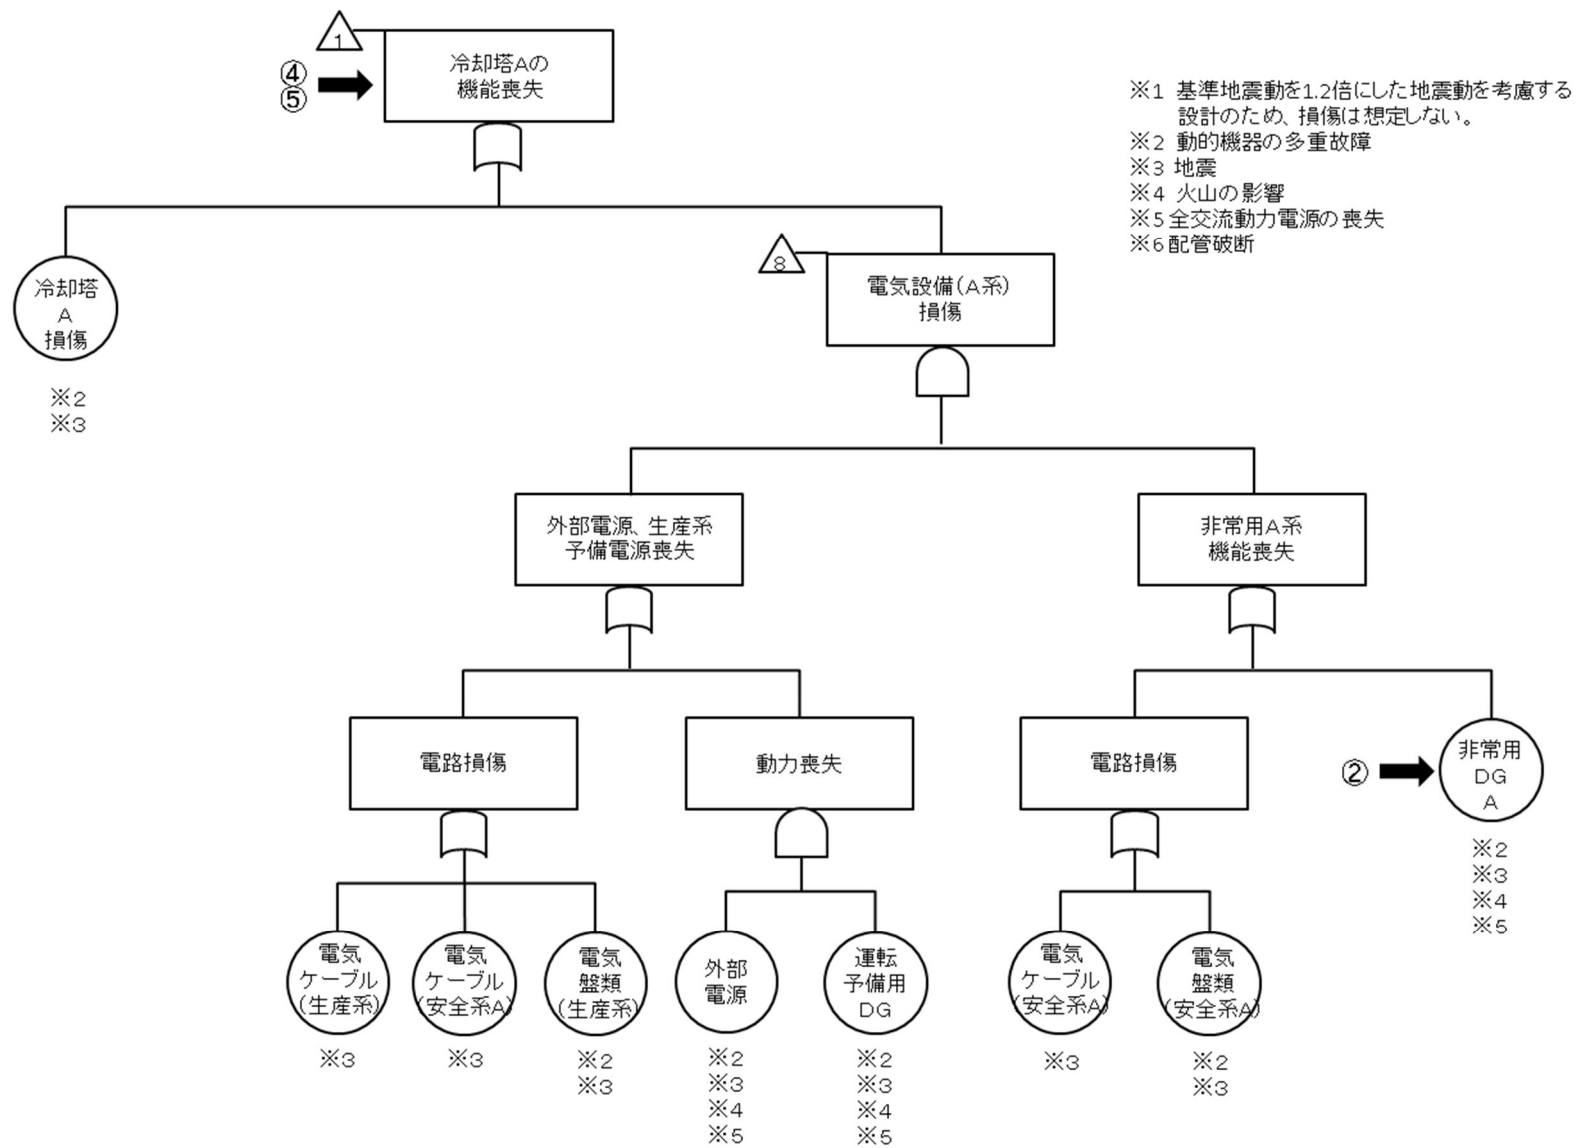 1
冷却塔Aの
機能喪失
④
⑤
※1 基準地震動を1.2倍にした地震動を考慮する
設計のため、損傷は想定しない。
※2 動的機器の多重故障
※3 地震
※4 火山の影響
※5 全交流動力電源の喪失
※6 配管破断
冷却塔
A
損傷
※2
※3
8
電気設備(A系)
損傷
外部電源、生産系
予備電源喪失
非常用A系
機能喪失
電路損傷
動力喪失
電路損傷
②
非常用
DG
A
※2
※3
※4
※5
電気
ケーブル
(生産系)
※3
電気
ケーブル
(安全系A)
※3
電気
盤類
(生産系)
※2
※3
外部
電源
※2
※3
※4
※5
運転
予備用
DG
※2
※3
※4
※5
電気
ケーブル
(安全系A)
※3
電気
盤類
(安全系A)
※2
※3